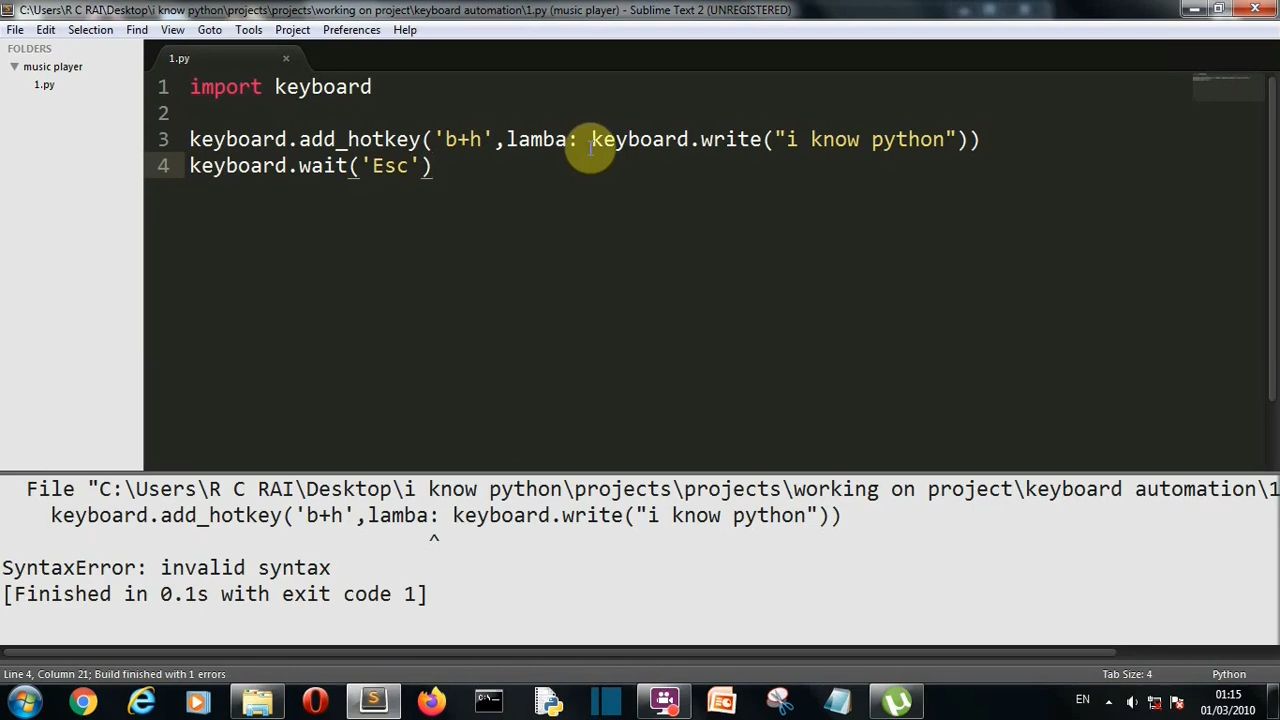 C:\Users\R C RAI\Desktop\i know python\projects\projects\working on project\keyboard automation\1.py (music player) - Sublime Text 2 (UNREGISTERED)
File Edit Selection Find View Goto Tools Project Preferences Help
FOLDERS
music player
1.py
1.py ×
1 import keyboard
2
3 keyboard.add_hotkey('b+h',lamba: keyboard.write("i know python"))
4 keyboard.wait('Esc')
File "C:\Users\R C RAI\Desktop\i know python\projects\projects\working on project\keyboard automation\1
keyboard.add_hotkey('b+h',lamba: keyboard.write("i know python"))
^
SyntaxError: invalid syntax
[Finished in 0.1s with exit code 1]
Line 4, Column 21; Build finished with 1 errors
Tab Size: 4
Python
EN
01:15
01/03/2010